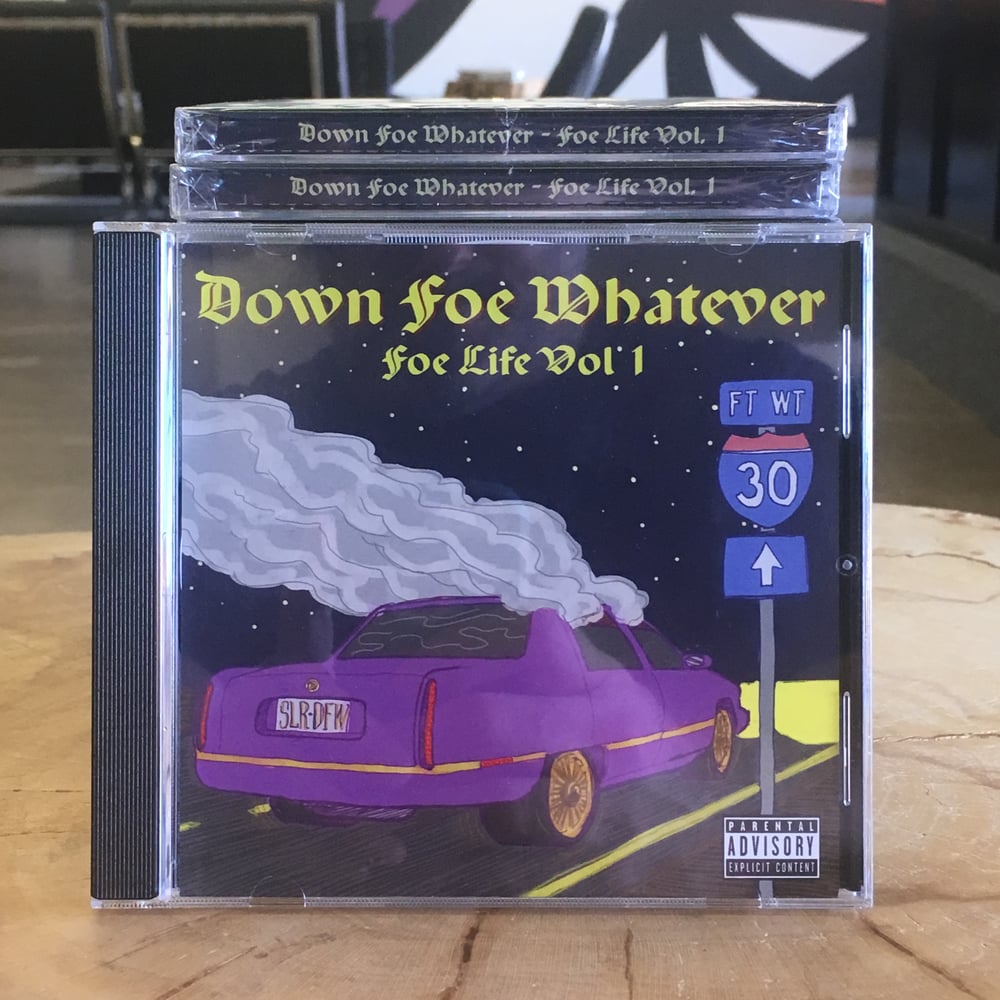 Down Foe Whatever - Foe Life Vol. 1
Down Foe Whatever - Foe Life Vol. 1
Down Foe Whatever
Foe Life Vol 1
FT WT
30
SLR-DFW
PARENTAL
ADVISORY
EXPLICIT CONTENT